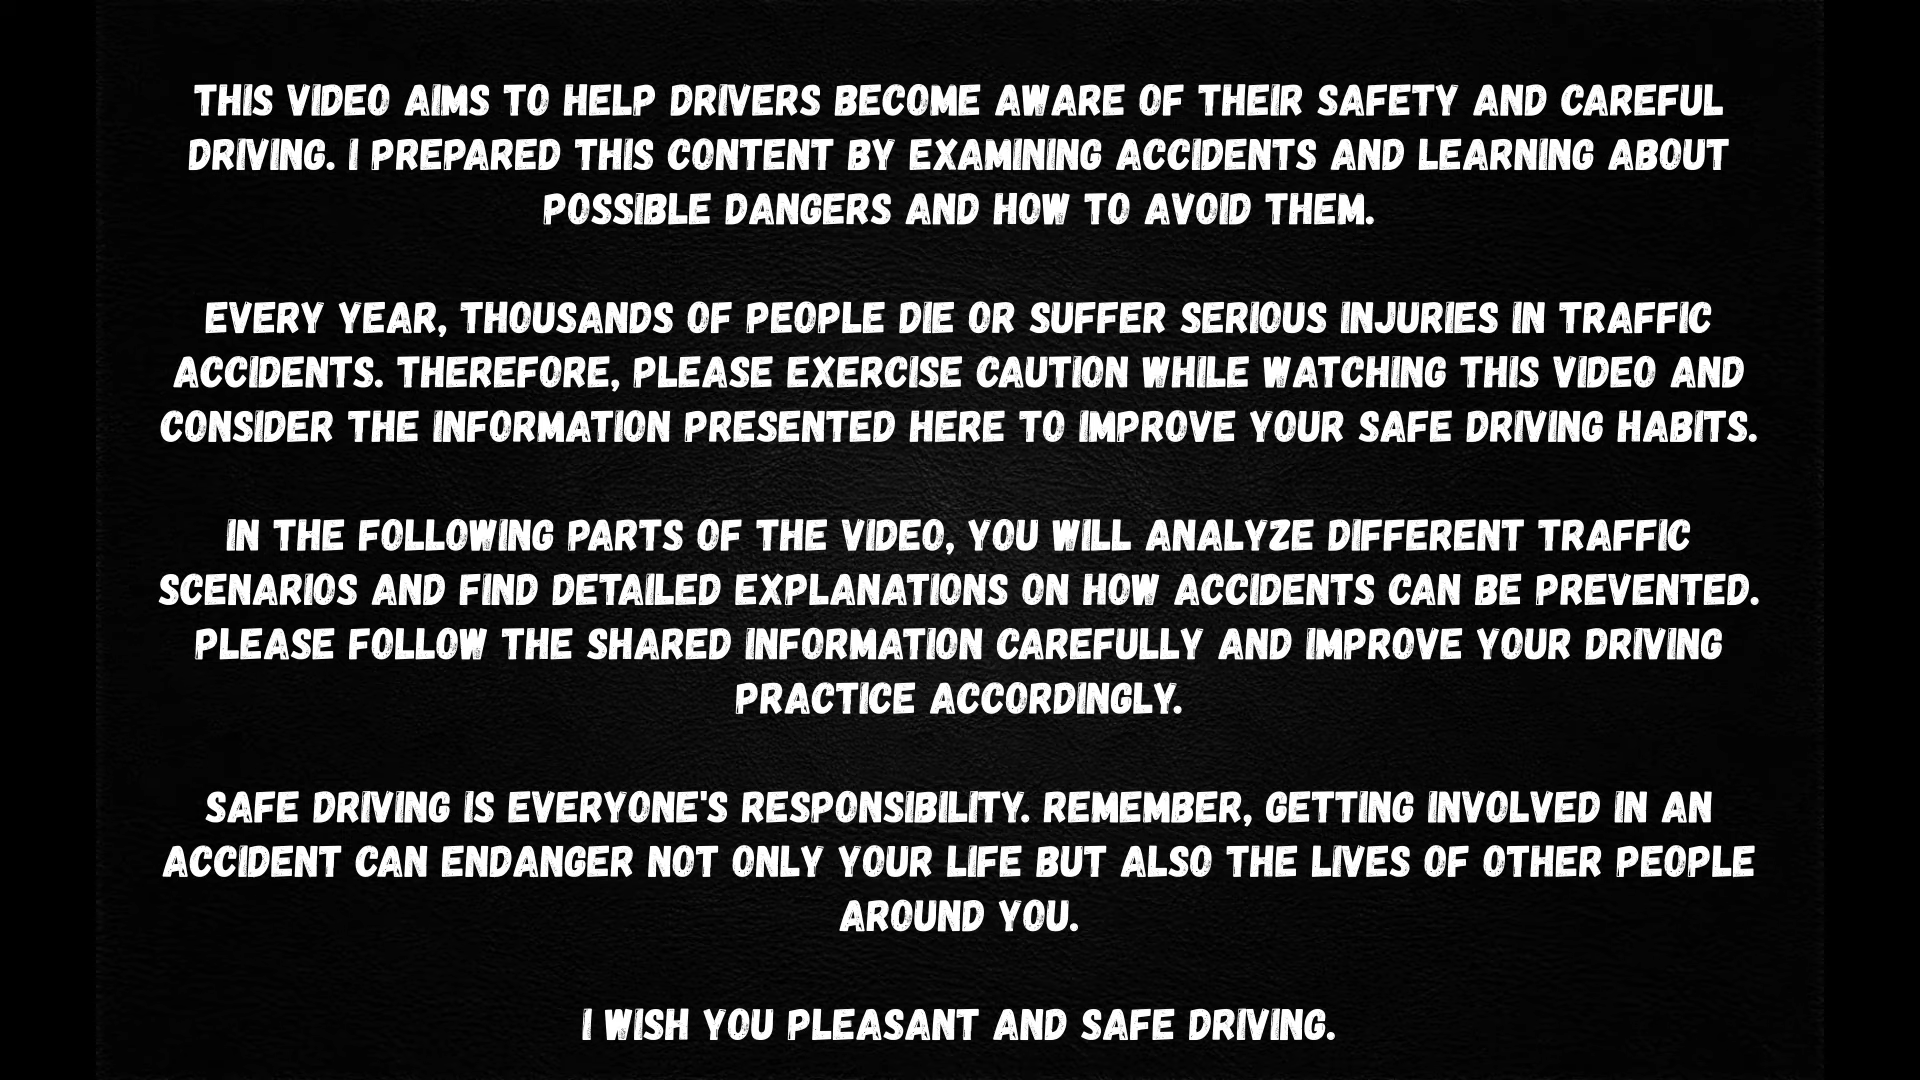 THIS VIDEO AIMS TO HELP DRIVERS BECOME AWARE OF THEIR SAFETY AND CAREFUL
DRIVING. I PREPARED THIS CONTENT BY EXAMINING ACCIDENTS AND LEARNING ABOUT
POSSIBLE DANGERS AND HOW TO AVOID THEM.
EVERY YEAR, THOUSANDS OF PEOPLE DIE OR SUFFER SERIOUS INJURIES IN TRAFFIC
ACCIDENTS. THEREFORE, PLEASE EXERCISE CAUTION WHILE WATCHING THIS VIDEO AND
CONSIDER THE INFORMATION PRESENTED HERE TO IMPROVE YOUR SAFE DRIVING HABITS.
IN THE FOLLOWING PARTS OF THE VIDEO, YOU WILL ANALYZE DIFFERENT TRAFFIC
SCENARIOS AND FIND DETAILED EXPLANATIONS ON HOW ACCIDENTS CAN BE PREVENTED.
PLEASE FOLLOW THE SHARED INFORMATION CAREFULLY AND IMPROVE YOUR DRIVING
PRACTICE ACCORDINGLY.
SAFE DRIVING IS EVERYONE'S RESPONSIBILITY. REMEMBER, GETTING INVOLVED IN AN
ACCIDENT CAN ENDANGER NOT ONLY YOUR LIFE BUT ALSO THE LIVES OF OTHER PEOPLE
AROUND YOU.
I WISH YOU PLEASANT AND SAFE DRIVING.